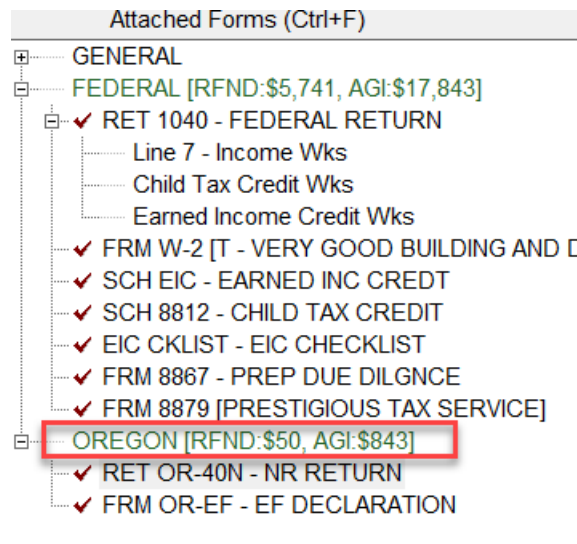 Attached Forms (Ctrl+F)
GENERAL
FEDERAL [RFND:$5,741, AGI:$17,843]
RET 1040 - FEDERAL RETURN
Line 7 - Income Wks
Child Tax Credit Wks
Earned Income Credit Wks
FRM W-2 [T - VERY GOOD BUILDING AND D
SCH EIC - EARNED INC CREDT
SCH 8812 - CHILD TAX CREDIT
EIC CKLIST - EIC CHECKLIST
FRM 8867 - PREP DUE DILGNCE
FRM 8879 [PRESTIGIOUS TAX SERVICE]
OREGON [RFND:$50, AGI:$843]
RET OR-40N - NR RETURN
FRM OR-EF - EF DECLARATION